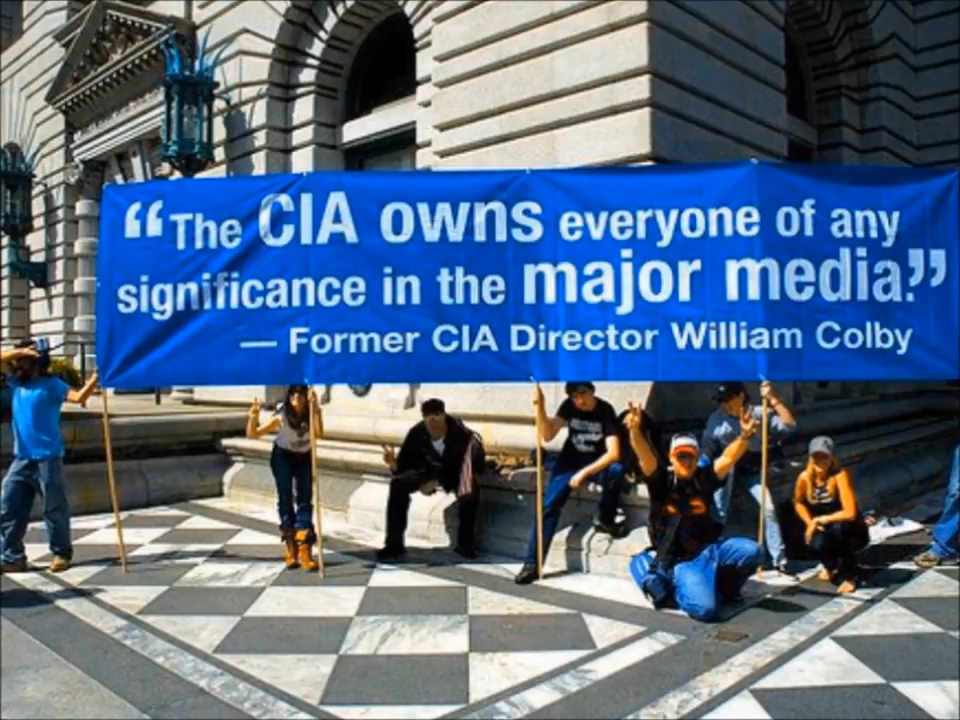 “The CIA owns everyone of any
significance in the major media.”
— Former CIA Director William Colby